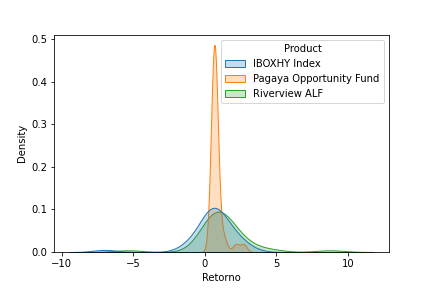 Product
IBOXHY Index
Pagaya Opportunity Fund
Riverview ALF
0.5
0.4
0.3
0.2
0.1
0.0
Density
−10
−5
0
5
10
Retorno